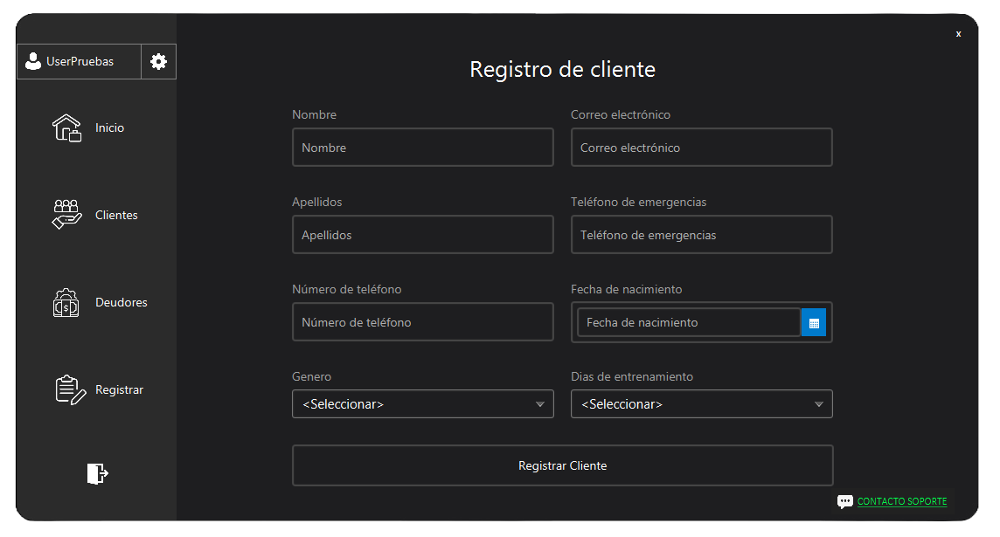 x
UserPruebas
Inicio
Clientes
Deudores
Registrar
Registro de cliente
Nombre
Nombre
Correo electrónico
Correo electrónico
Apellidos
Apellidos
Teléfono de emergencias
Teléfono de emergencias
Número de teléfono
Número de teléfono
Fecha de nacimiento
Fecha de nacimiento
Genero
<Seleccionar>
Dias de entrenamiento
<Seleccionar>
Registrar Cliente
CONTACTO SOPORTE